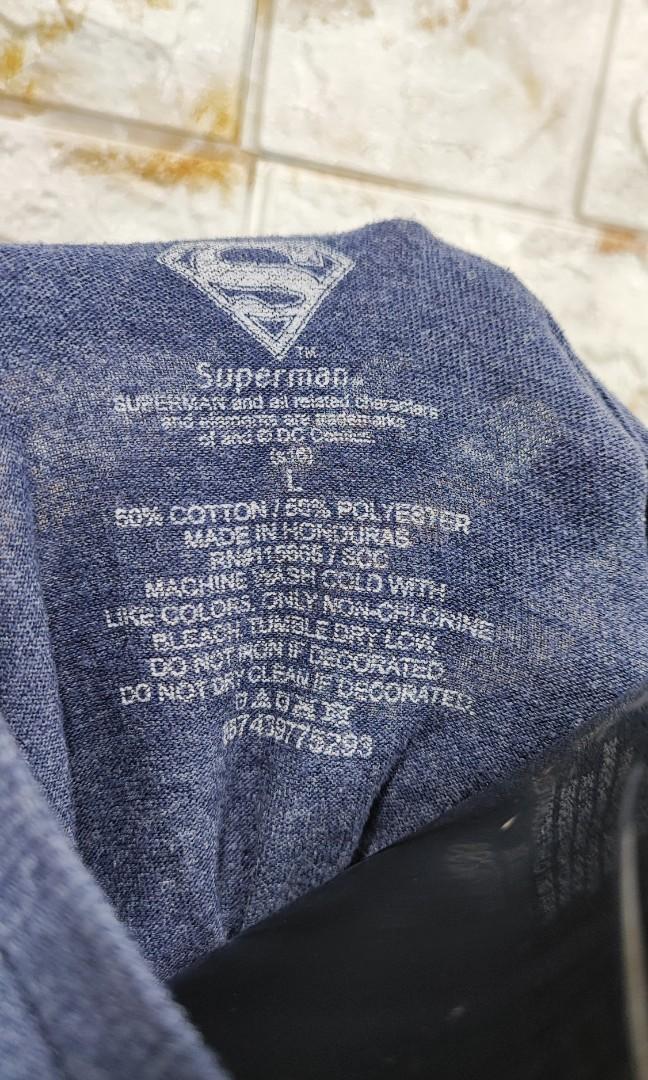 S
TM
Superman
SUPERMAN and all related characters
and elements are trademarks
of and © DC Comics.
L
50% COTTON / 50% POLYESTER
MADE IN HONDURAS
MACHINE WASH COLD WITH
LIKE COLORS. ONLY NON-CHLORINE
BLEACH. TUMBLE DRY LOW.
DO NOT IRON IF DECORATED.
DO NOT DRY CLEAN IF DECORATED.